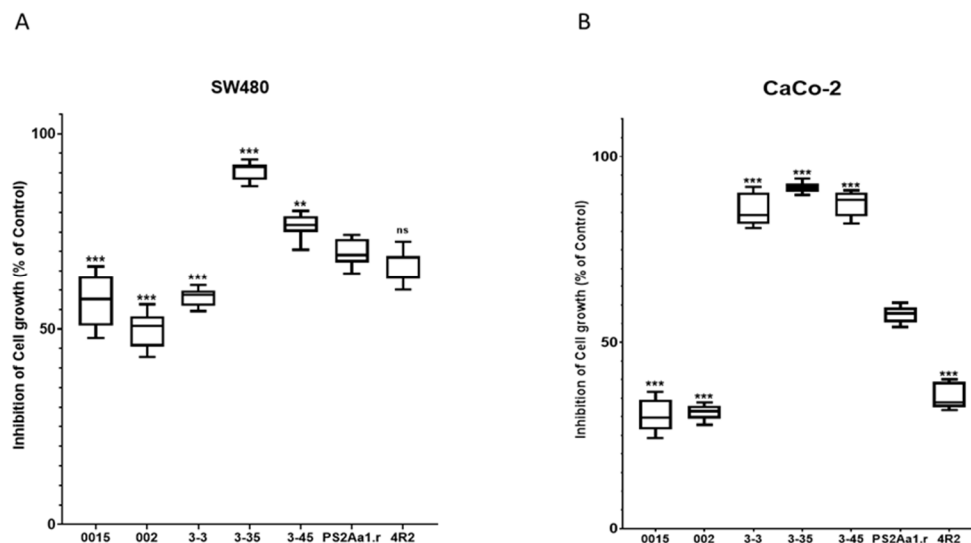 A
SW480
Inhibition of Cell growth (% of Control)
100
50
0
***
***
***
***
**
ns
0015 002 3-3 3-35 3-45 PS2Aa1.r 4R2
B
CaCo-2
Inhibition of Cell growth (% of Control)
100
50
0
***
***
***
***
***
***
0015 002 3-3 3-35 3-45 PS2Aa1.r 4R2